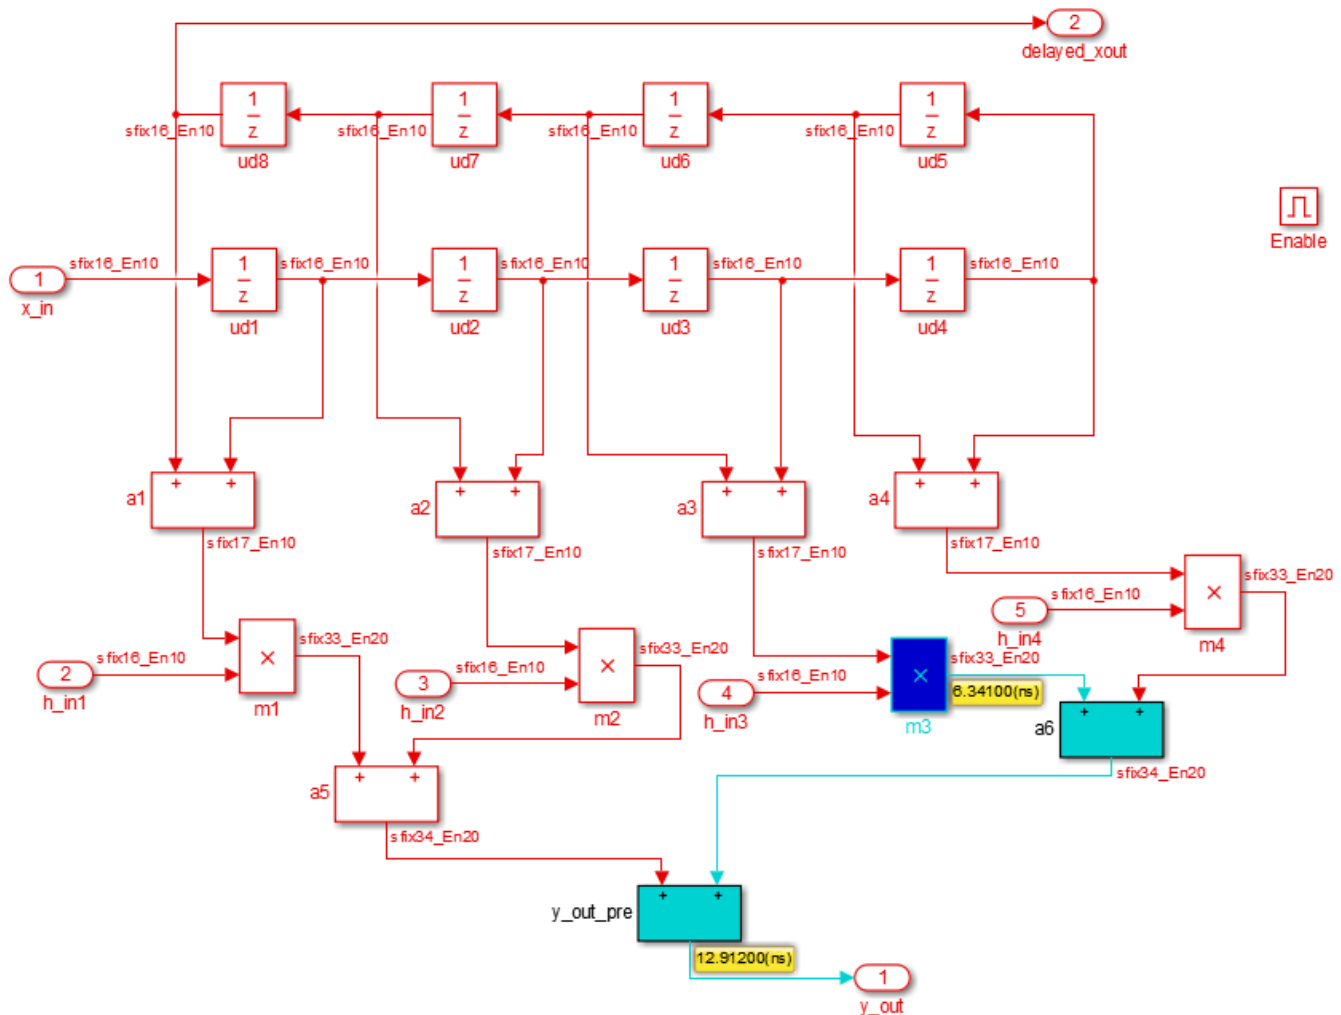 2
delayed_xout
1
z
1
z
1
z
1
z
sfix16_En10
sfix16_En10
sfix16_En10
sfix16_En10
ud8
ud7
ud6
ud5
Enable
1
x_in
sfix16_En10
1
z
sfix16_En10
1
z
sfix16_En10
1
z
sfix16_En10
1
z
sfix16_En10
ud1
ud2
ud3
ud4
+ +
+ +
+ +
+ +
a1
a2
a3
a4
sfix17_En10
sfix17_En10
sfix17_En10
sfix17_En10
sfix16_En10
5
h_in4
×
sfix33_En20
m4
sfix16_En10
2
h_in1
×
sfix33_En20
m1
sfix16_En10
3
h_in2
×
sfix33_En20
m2
sfix16_En10
4
h_in3
×
sfix33_En20
6.34100(ns)
m3
+ +
a6
sfix34_En20
+ +
a5
sfix34_En20
+ +
y_out_pre
12.91200(ns)
1
y_out